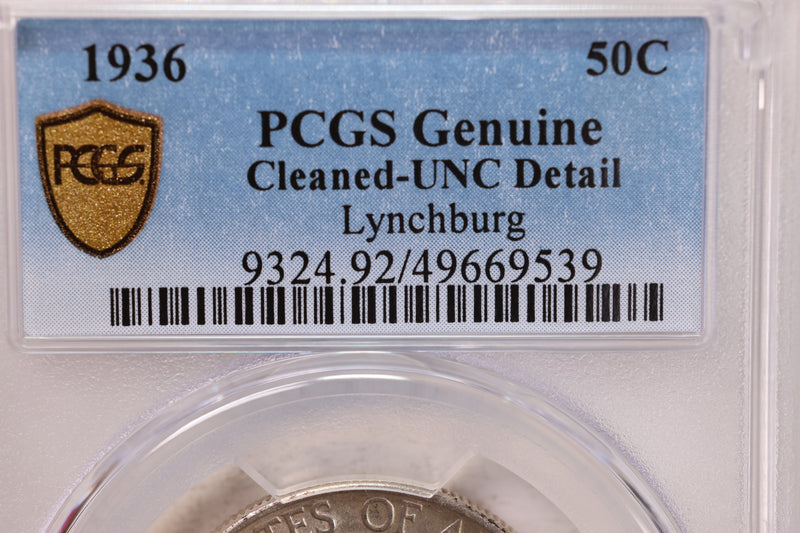 1936 50C
PCGS Genuine
PCGS
Cleaned-UNC Detail
Lynchburg
9324.92/49669539
TES OF A